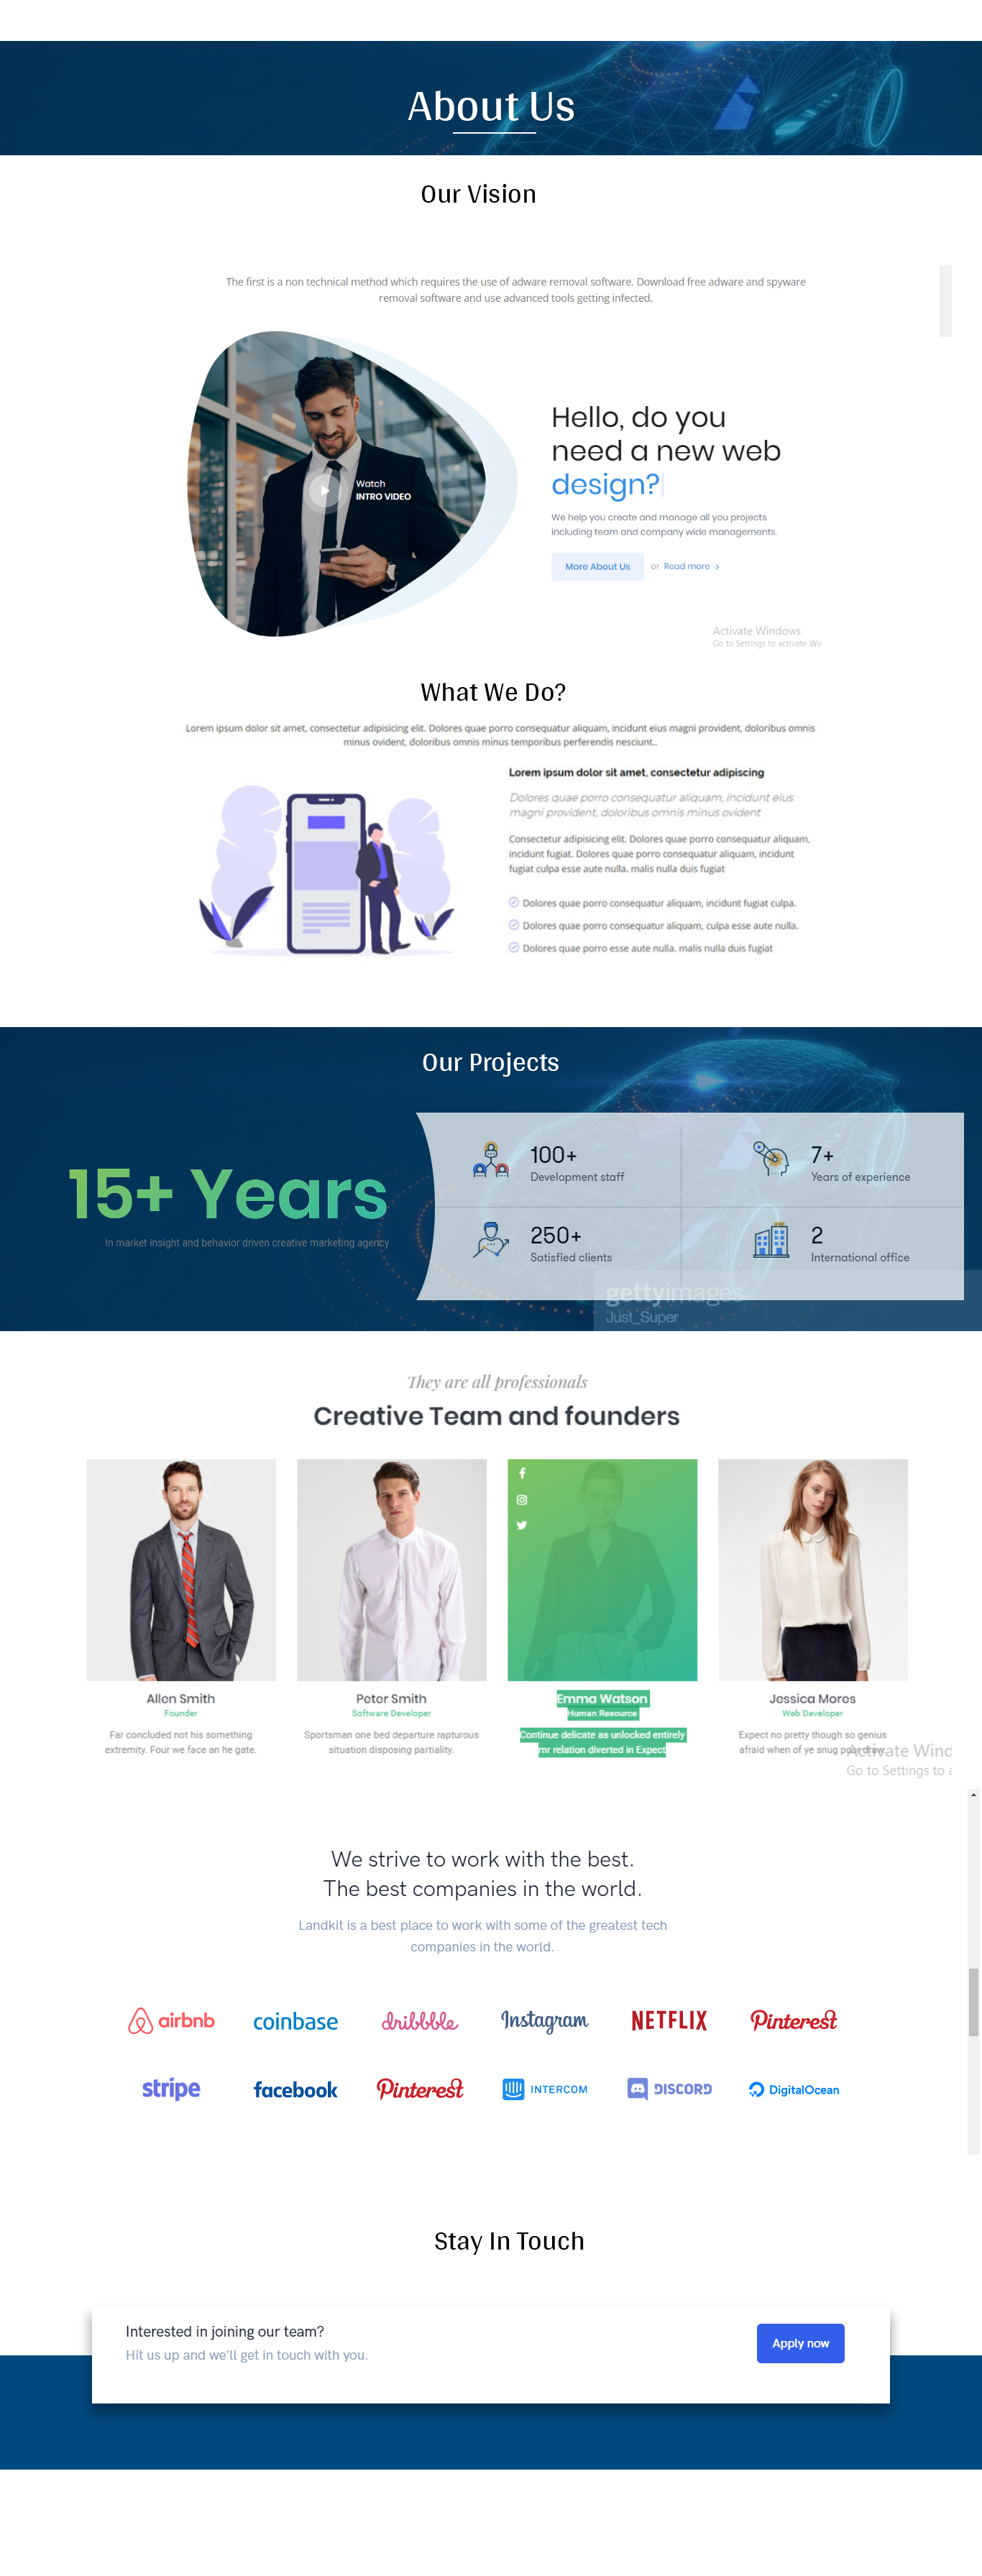 About Us
Our Vision
The first is a non technical method which requires the use of adware removal software. Download free adware and spyware
removal software and use advanced tools getting infected.
Watch
INTRO VIDEO
Hello, do you
need a new web
design?
We help you create and manage all you projects
including team and company wide managements.
More About Us or Read more
Activate Windows
Go to Settings to activate Wi
What We Do?
Lorem ipsum dolor sit amet, consectetur adipisicing elit. Dolores quae porro consequatur aliquam, incidunt eius magni provident, doloribus omnis
minus ovident, doloribus omnis minus temporibus perferendis nesciunt..
Lorem ipsum dolor sit amet, consectetur adipiscing
Dolores quae porro consequatur aliquam, incidunt eius
magni provident, doloribus omnis minus ovident
Consectetur adipisicing elit. Dolores quae porro consequatur aliquam,
incidunt fugiat. Dolores quae porro consequatur aliquam, incidunt
fugiat culpa esse aute nulla. malis nulla duis fugiat
Dolores quae porro consequatur aliquam, incidunt fugiat culpa.
Dolores quae porro consequatur aliquam, culpa esse aute nulla.
Dolores quae porro esse aute nulla. malis nulla duis fugiat
Our Projects
15+ Years
In market insight and behavior driven creative marketing agency
100+
Development staff
7+
Years of experience
250+
Satisfied clients
2
International office
gettyimages
Just_Super
They are all professionals
Creative Team and founders
Allen Smith
Founder
Far concluded not his something
extremity. Four we face an he gate.
Peter Smith
Software Developer
Sportsman one bed departure rapturous
situation disposing partiality.
Emma Watson
Human Resource
Continue delicate as unlocked entirely
mr relation diverted in Expect
Jessica Mores
Web Developer
Expect no pretty though so genius
afraid when of ye snug poor draw.
Activate Wind
Go to Settings to a
We strive to work with the best.
The best companies in the world.
Landkit is a best place to work with some of the greatest tech
companies in the world.
airbnb coinbase dribbble Instagram NETFLIX Pinterest
stripe facebook Pinterest INTERCOM DISCORD DigitalOcean
Stay In Touch
Interested in joining our team?
Hit us up and we'll get in touch with you.
Apply now